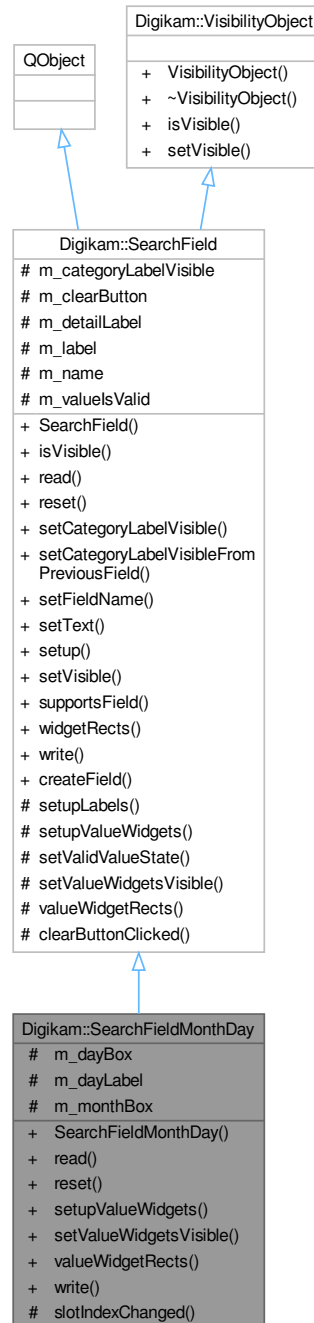 Digikam::VisibilityObject
+ VisibilityObject()
+ ~VisibilityObject()
+ isVisible()
+ setVisible()
QObject
Digikam::SearchField
# m_categoryLabelVisible
# m_clearButton
# m_detailLabel
# m_label
# m_name
# m_valueIsValid
+ SearchField()
+ isVisible()
+ read()
+ reset()
+ setCategoryLabelVisible()
+ setCategoryLabelVisibleFrom
PreviousField()
+ setFieldName()
+ setText()
+ setup()
+ setVisible()
+ supportsField()
+ widgetRects()
+ write()
+ createField()
# setupLabels()
# setupValueWidgets()
# setValidValueState()
# setValueWidgetsVisible()
# valueWidgetRects()
# clearButtonClicked()
Digikam::SearchFieldMonthDay
# m_dayBox
# m_dayLabel
# m_monthBox
+ SearchFieldMonthDay()
+ read()
+ reset()
+ setupValueWidgets()
+ setValueWidgetsVisible()
+ valueWidgetRects()
+ write()
# slotIndexChanged()